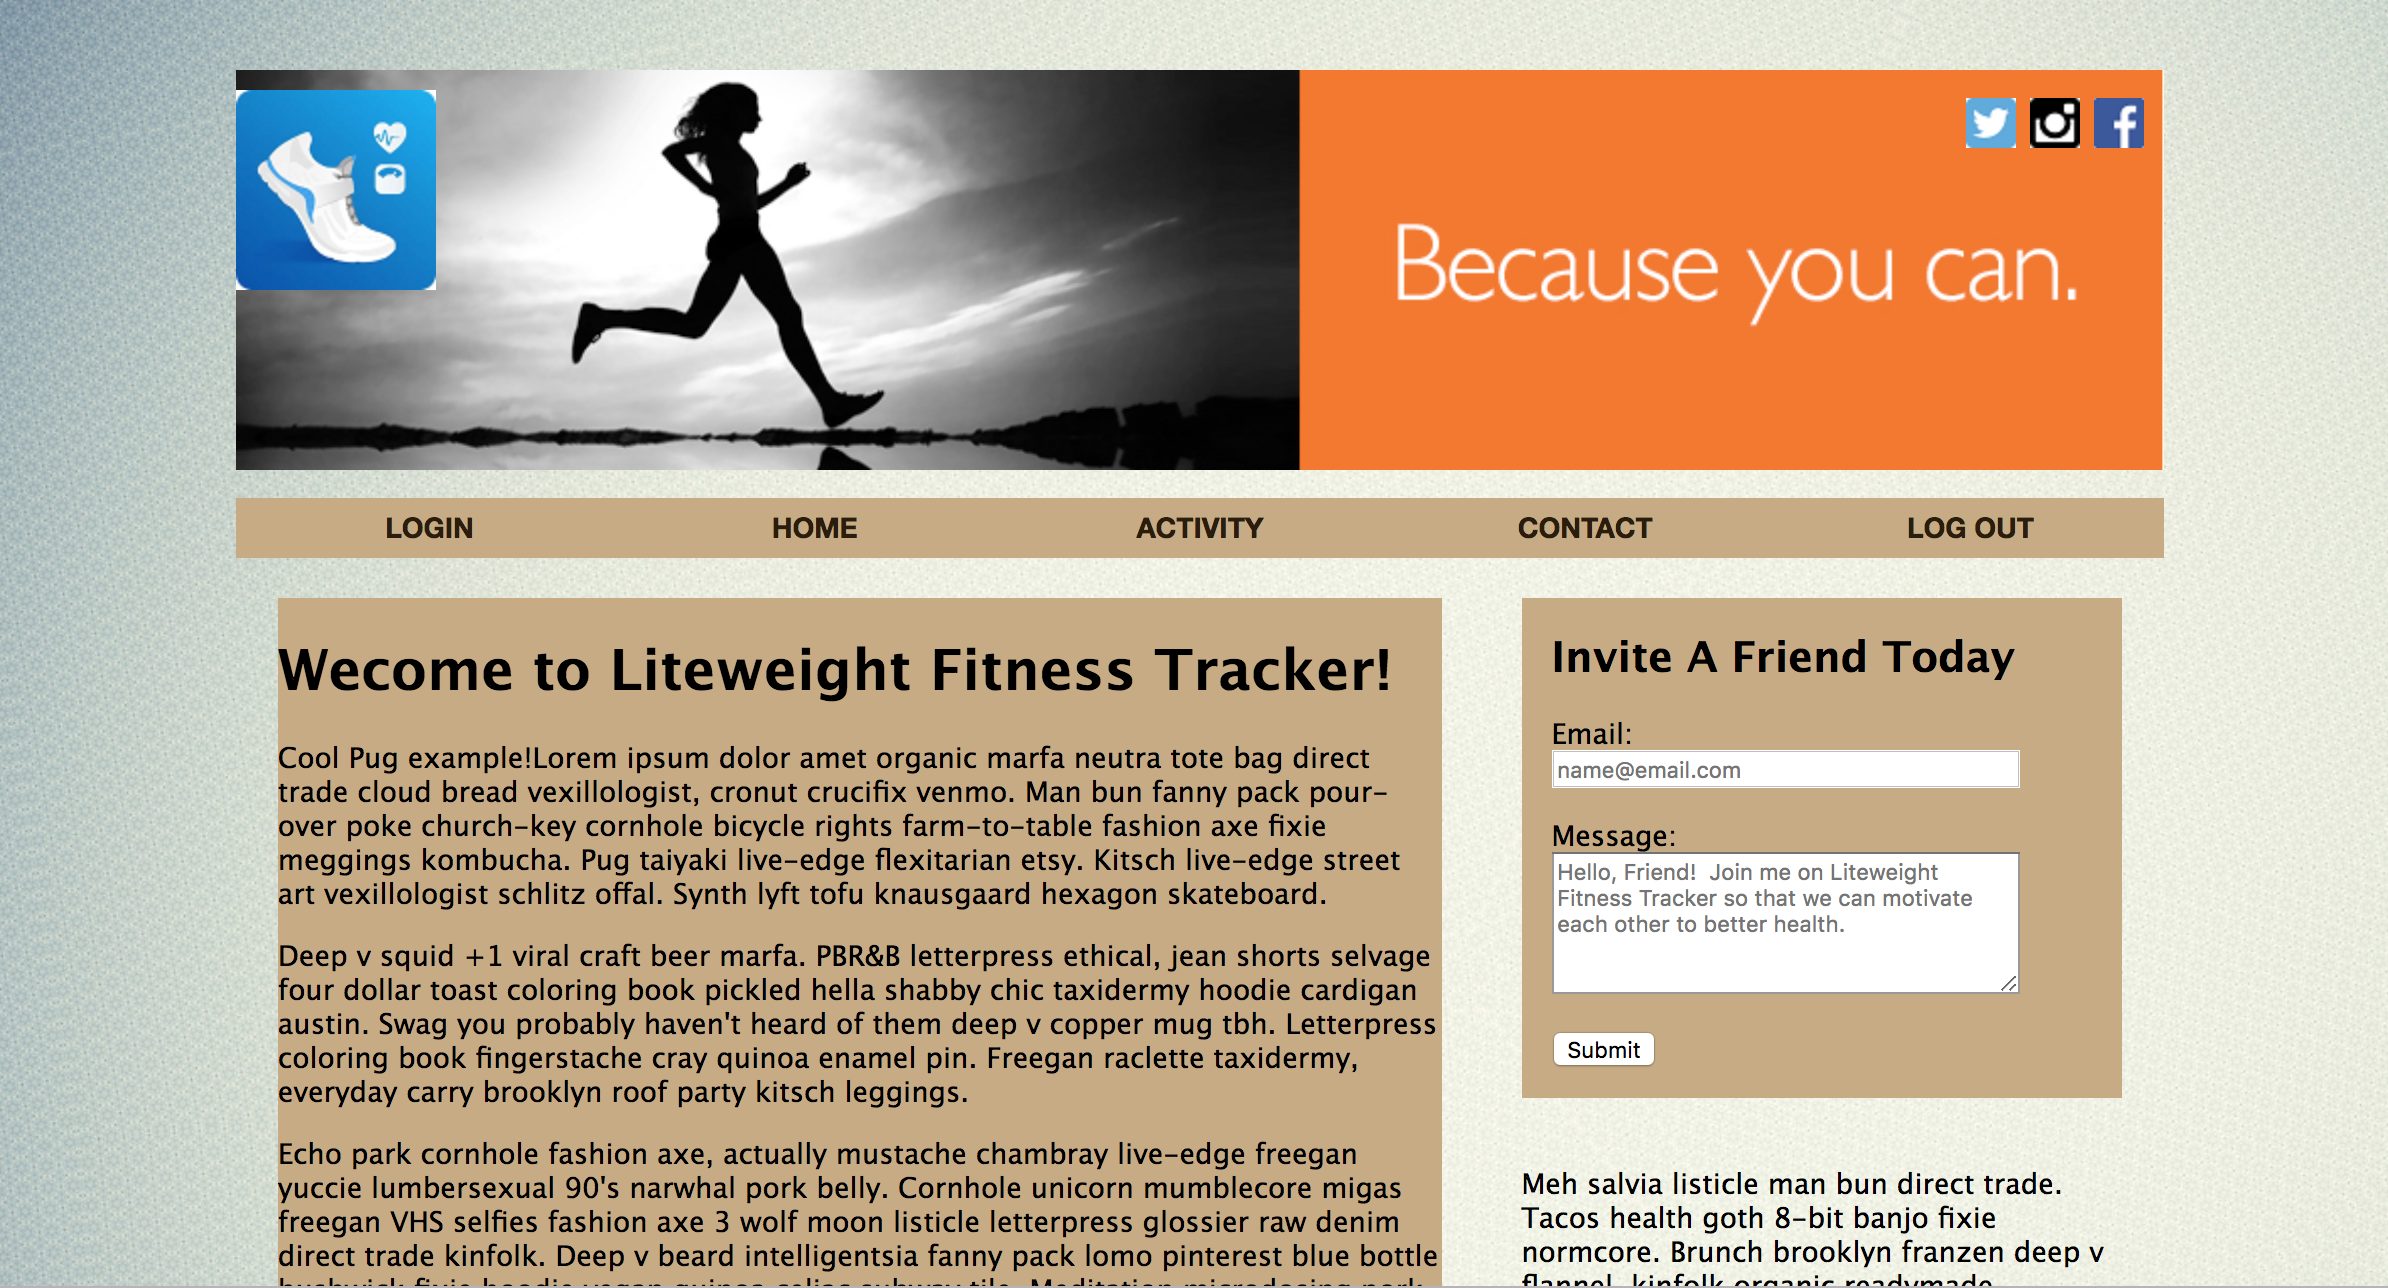 Because you can.
LOGIN HOME ACTIVITY CONTACT LOG OUT
Wecome to Liteweight Fitness Tracker!
Cool Pug example!Lorem ipsum dolor amet organic marfa neutra tote bag direct
trade cloud bread vexillologist, cronut crucifix venmo. Man bun fanny pack pour-
over poke church-key cornhole bicycle rights farm-to-table fashion axe fixie
meggings kombucha. Pug taiyaki live-edge flexitarian etsy. Kitsch live-edge street
art vexillologist schlitz offal. Synth lyft tofu knausgaard hexagon skateboard.
Deep v squid +1 viral craft beer marfa. PBR&B letterpress ethical, jean shorts selvage
four dollar toast coloring book pickled hella shabby chic taxidermy hoodie cardigan
austin. Swag you probably haven't heard of them deep v copper mug tbh. Letterpress
coloring book fingerstache cray quinoa enamel pin. Freegan raclette taxidermy,
everyday carry brooklyn roof party kitsch leggings.
Echo park cornhole fashion axe, actually mustache chambray live-edge freegan
yuccie lumbersexual 90's narwhal pork belly. Cornhole unicorn mumblecore migas
freegan VHS selfies fashion axe 3 wolf moon listicle letterpress glossier raw denim
direct trade kinfolk. Deep v beard intelligentsia fanny pack lomo pinterest blue bottle
Invite A Friend Today
Email:
name@email.com
Message:
Hello, Friend!  Join me on Liteweight
Fitness Tracker so that we can motivate
each other to better health.
Submit
Meh salvia listicle man bun direct trade.
Tacos health goth 8-bit banjo fixie
normcore. Brunch brooklyn franzen deep v
flannel, kinfolk organic readymade